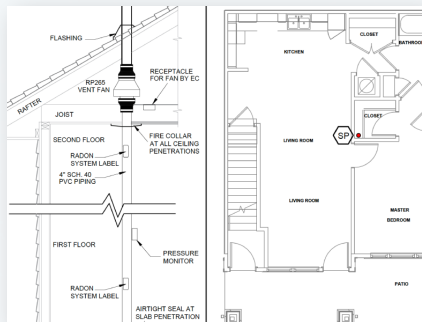 FLASHING
RP265
VENT FAN
RECEPTACLE
FOR FAN BY EC
RAFTER
JOIST
SECOND FLOOR
FIRE COLLAR
AT ALL CEILING
PENETRATIONS
RADON
SYSTEM LABEL
4" SCH. 40
PVC PIPING
FIRST FLOOR
PRESSURE
MONITOR
RADON
SYSTEM LABEL
AIRTIGHT SEAL AT
SLAB PENETRATION
KITCHEN
CLOSET
BATHROOM
CLOSET
SP
LIVING ROOM
LIVING ROOM
MASTER
BEDROOM
PATIO